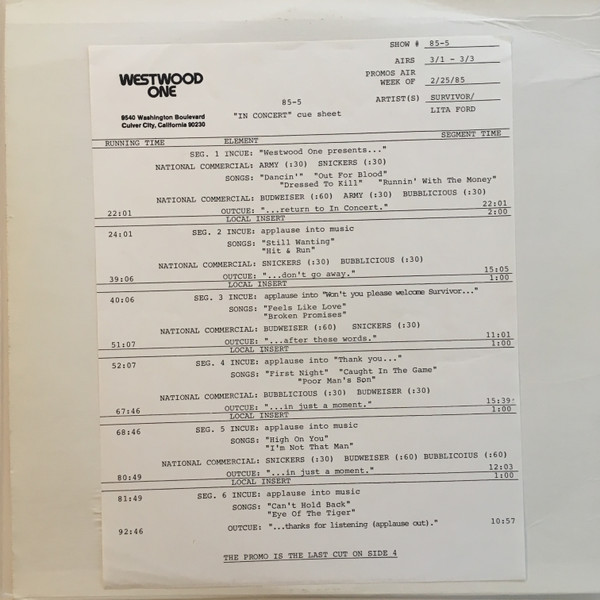 SHOW # 85-5
WESTWOOD ONE
AIRS 3/1 - 3/3
PROMOS AIR WEEK OF 2/25/85
9540 Washington Boulevard
Culver City, California 90230
85-5
"IN CONCERT" cue sheet
ARTIST(S) SURVIVOR/
LITA FORD
RUNNING TIME ELEMENT SEGMENT TIME
SEG. 1 INCUE: "Westwood One presents..."
NATIONAL COMMERCIAL: ARMY (:30) SNICKERS (:30)
SONGS: "Dancin'" "Out For Blood"
"Dressed To Kill" "Runnin' With The Money"
NATIONAL COMMERCIAL: BUDWEISER (:60) ARMY (:30) BUBBLICIOUS (:30)
22:01 OUTCUE: "...return to In Concert." 22:01
LOCAL INSERT 2:00
24:01 SEG. 2 INCUE: applause into music
SONGS: "Still Wanting"
"Hit & Run"
NATIONAL COMMERCIAL: SNICKERS (:30) BUBBLICIOUS (:30)
39:06 OUTCUE: "...don't go away." 15:05
LOCAL INSERT 1:00
40:06 SEG. 3 INCUE: applause into "Won't you please welcome Survivor..."
SONGS: "Feels Like Love"
"Broken Promises"
NATIONAL COMMERCIAL: BUDWEISER (:60) SNICKERS (:30)
51:07 OUTCUE: "...after these words." 11:01
LOCAL INSERT 1:00
52:07 SEG. 4 INCUE: applause into "Thank you..."
SONGS: "First Night" "Caught In The Game"
"Poor Man's Son"
NATIONAL COMMERCIAL: BUBBLICIOUS (:30) BUDWEISER (:30)
67:46 OUTCUE: "...in just a moment." 15:39
LOCAL INSERT 1:00
68:46 SEG. 5 INCUE: applause into music
SONGS: "High On You"
"I'm Not That Man"
NATIONAL COMMERCIAL: SNICKERS (:30) BUDWEISER (:60) BUBBLICOIUS (:60)
80:49 OUTCUE: "...in just a moment." 12:03
LOCAL INSERT 1:00
81:49 SEG. 6 INCUE: applause into music
SONGS: "Can't Hold Back"
"Eye Of The Tiger"
92:46 OUTCUE: "...thanks for listening (applause out)." 10:57
THE PROMO IS THE LAST CUT ON SIDE 4